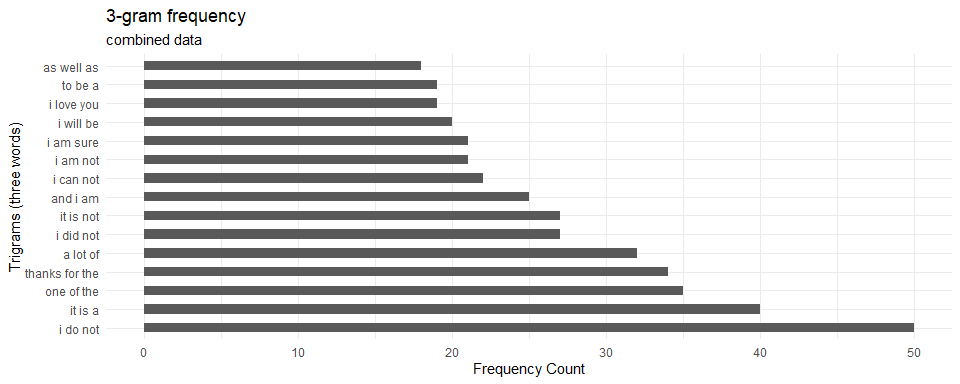 3-gram frequency
combined data
Trigrams (three words)
as well as
to be a
i love you
i will be
i am sure
i am not
i can not
and i am
it is not
i did not
a lot of
thanks for the
one of the
it is a
i do not
0 10 20 30 40 50
Frequency Count